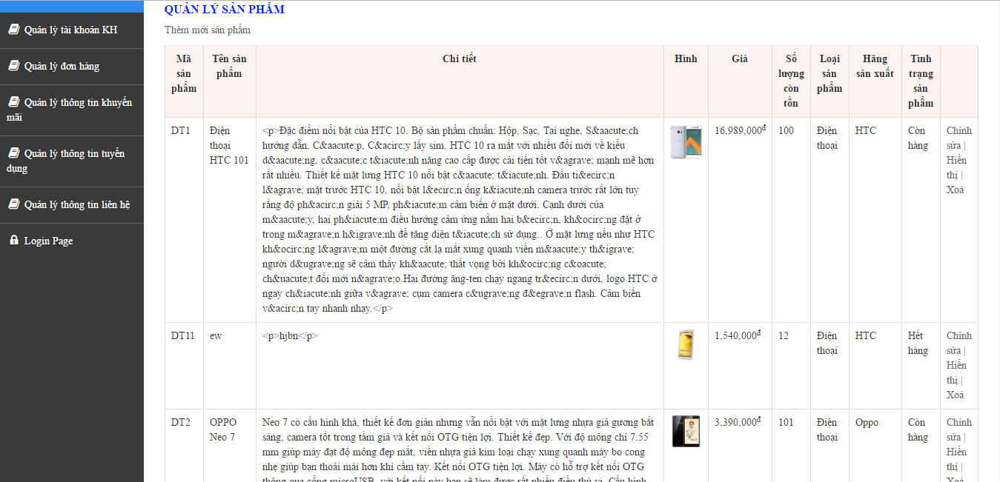 QUẢN LÝ SẢN PHẨM
Thêm mới sản phẩm
Quản lý tài khoản KH
Quản lý đơn hàng
Quản lý thông tin khuyến
mãi
Quản lý thông tin tuyển
dụng
Quản lý thông tin liên hệ
Login Page
Mã
sản
phẩm
Tên sản
phẩm
Chi tiết
Hình
Giá
Số
lượng
còn
tồn
Loại
sản
phẩm
Hãng
sản xuất
Tình
trạng
sản
phẩm
DT1
Điện
thoại
HTC 101
<p>Đặc điểm nổi bật của HTC 10. Bộ sản phẩm chuẩn: Hộp, Sạc, Tai nghe, S&aacute;ch
hướng dẫn, C&aacute;p, C&acirc;y lấy sim. HTC 10 ra mắt với nhiều đổi mới về kiểu
d&aacute;ng, c&aacute;c t&iacute;nh năng cao cấp được cải tiến tốt v&agrave; mạnh mẽ hơn
rất nhiều. Thiết kế mặt lưng HTC 10 nổi bật c&aacute; t&iacute;nh. Đầu ti&ecirc;n
l&agrave; mặt trước HTC 10, nổi bật l&ecirc;n ống k&iacute;nh camera trước rất lớn tuy
rằng độ ph&acirc;n giải 5 MP, ph&iacute;m cảm biến ở mặt dưới. Cạnh dưới của
m&aacute;y, hai ph&iacute;m điều hướng cảm ứng nằm hai b&ecirc;n, kh&ocirc;ng đặt ở
trong m&agrave;n h&igrave;nh để tăng diện t&iacute;ch sử dụng.. Ở mặt lưng nếu như HTC
kh&ocirc;ng l&agrave;m một đường cắt lạ mắt xung quanh viền m&aacute;y th&igrave;
người d&ugrave;ng sẽ cảm thấy kh&aacute; thất vọng bởi kh&ocirc;ng c&oacute;
ch&uacute;t đổi mới n&agrave;o.Hai đường ăng-ten chạy ngang tr&ecirc;n dưới, logo HTC ở
ngay ch&iacute;nh giữa v&agrave; cụm camera c&ugrave;ng đ&egrave;n flash. Cảm biến
v&acirc;n tay nhanh nhạy.</p>
16,989,000đ
100
Điện
thoại
HTC
Còn
hàng
Chỉnh
sửa |
Hiển
thị |
Xoá
DT11
ew
<p>hjbn</p>
1,540,000đ
12
Điện
thoại
HTC
Hết
hàng
Chỉnh
sửa |
Hiển
thị |
Xoá
DT2
OPPO
Neo 7
Neo 7 có cấu hình khá, thiết kế đơn giản nhưng vẫn nổi bật với mặt lưng nhựa giả gương bắt
sáng, camera tốt trong tầm giá và kết nối OTG tiện lợi. Thiết kế đẹp. Với độ mỏng chỉ 7.55
mm giúp máy đạt độ mỏng đẹp mắt, viền nhựa giả kim loại chạy xung quanh máy bo cong
nhẹ giúp bạn thoải mái hơn khi cầm tay. Kết nối OTG tiện lợi. Máy có hỗ trợ kết nối OTG
thông qua cổng microUSB, với kết nối này bạn sẽ làm được rất nhiều điều thú vị. Cấu hình
3,390,000đ
101
Điện
thoại
Oppo
Còn
hàng
Chỉnh
sửa |
Hiển
thị |
Xoá